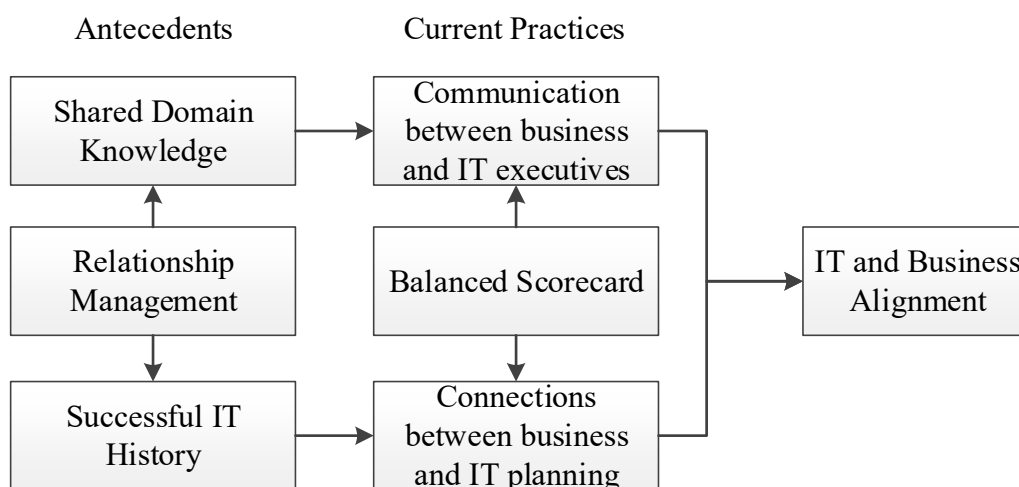 Antecedents
Current Practices
Shared Domain
Knowledge
Communication
between business
and IT executives
Relationship
Management
Balanced Scorecard
IT and Business
Alignment
Successful IT
History
Connections
between business
and IT planning